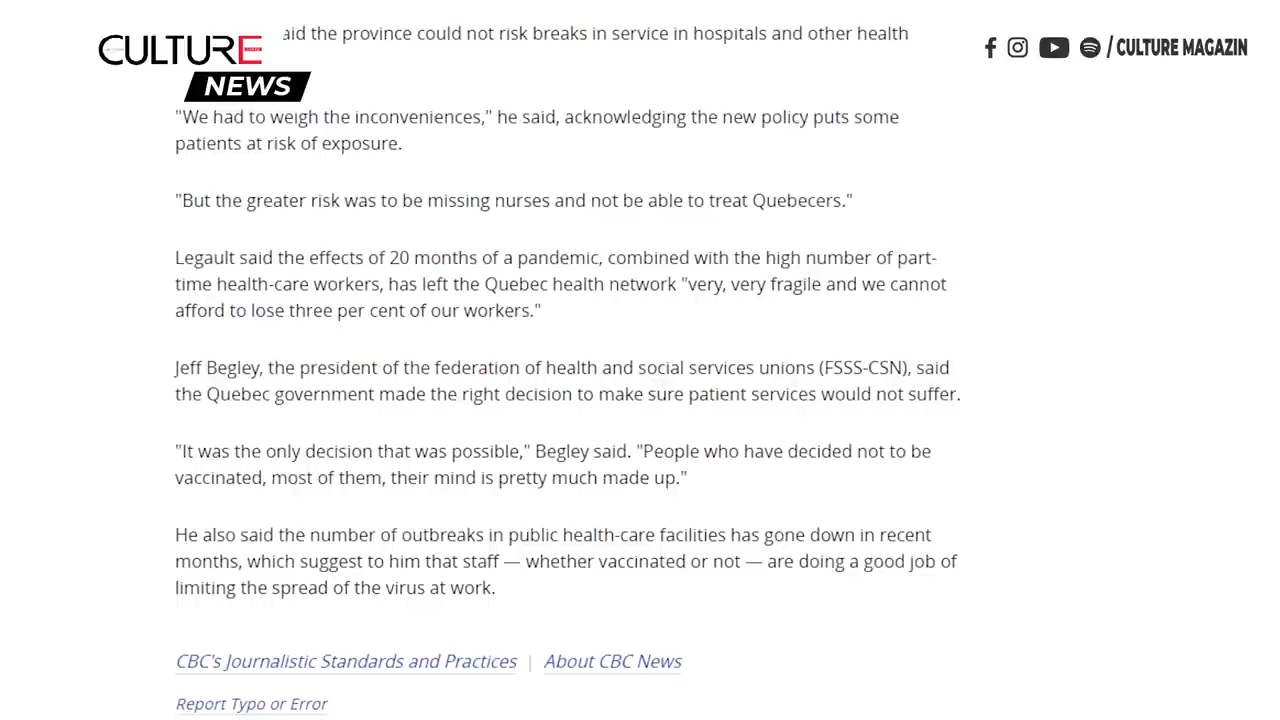 CULTURE
NEWS
aid the province could not risk breaks in service in hospitals and other health
/ CULTURE MAGAZIN
"We had to weigh the inconveniences," he said, acknowledging the new policy puts some
patients at risk of exposure.
"But the greater risk was to be missing nurses and not be able to treat Quebecers."
Legault said the effects of 20 months of a pandemic, combined with the high number of part-
time health-care workers, has left the Quebec health network "very, very fragile and we cannot
afford to lose three per cent of our workers."
Jeff Begley, the president of the federation of health and social services unions (FSSS-CSN), said
the Quebec government made the right decision to make sure patient services would not suffer.
"It was the only decision that was possible," Begley said. "People who have decided not to be
vaccinated, most of them, their mind is pretty much made up."
He also said the number of outbreaks in public health-care facilities has gone down in recent
months, which suggest to him that staff — whether vaccinated or not — are doing a good job of
limiting the spread of the virus at work.
CBC's Journalistic Standards and Practices | About CBC News
Report Typo or Error